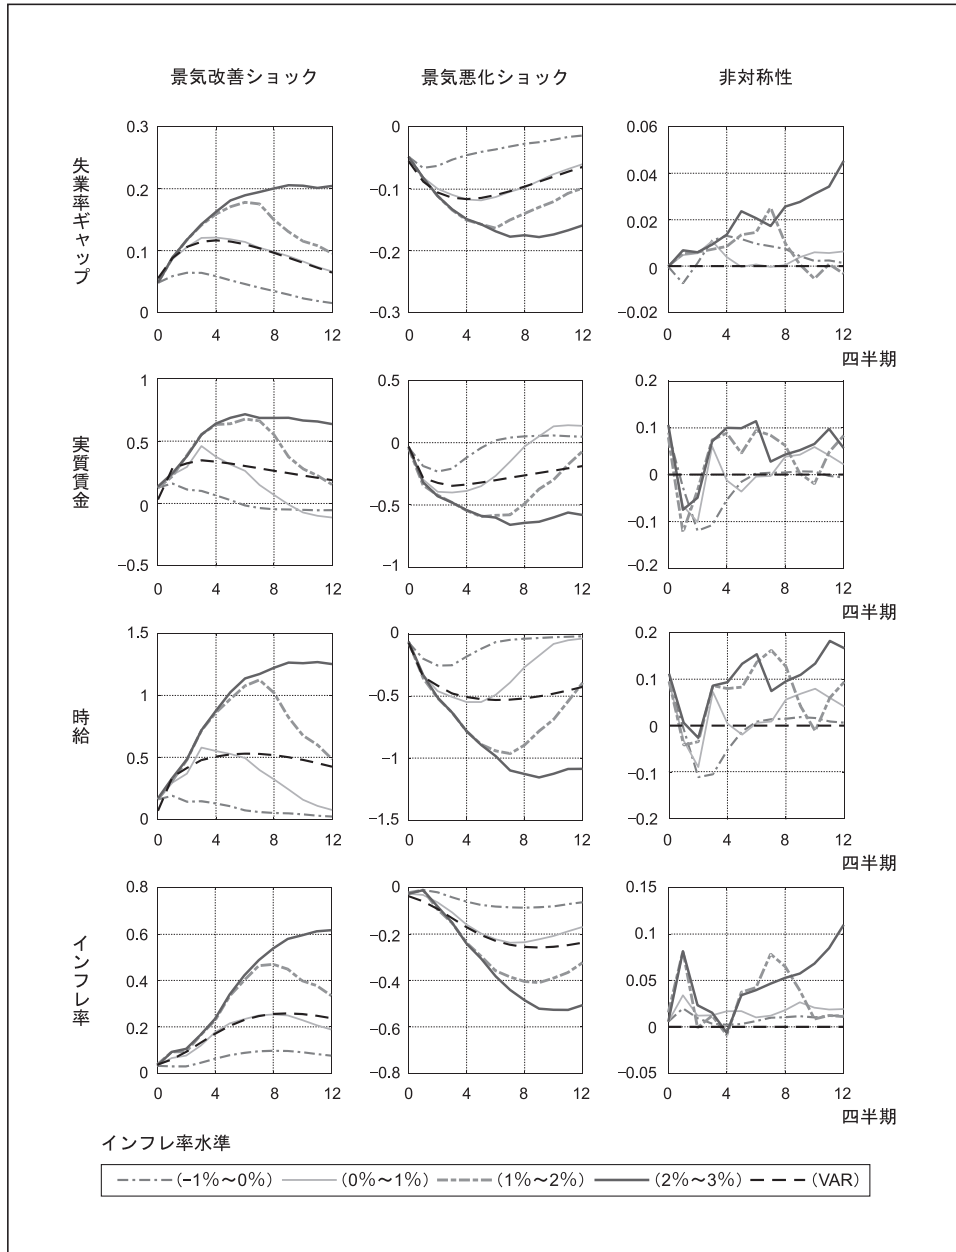 景気改善ショック 景気悪化ショック 非対称性
失業率ギャップ
0.3 0 0.06
0.2 −0.1 0.04
0.1 −0.2 0.02
0
0 −0.3 −0.02
0 4 8 12 0 4 8 12 0 4 8 12
四半期
実質賃金
1 0.5 0.2
0.5 0 0.1
0
0 −0.5 −0.1
−0.5 −1 −0.2
0 4 8 12 0 4 8 12 0 4 8 12
四半期
時給
1.5 0 0.2
1 −0.5 0.1
0
0.5 −1 −0.1
0 −1.5 −0.2
0 4 8 12 0 4 8 12 0 4 8 12
四半期
インフレ率
0.8 0 0.15
0.6 −0.2 0.1
0.4 −0.4 0.05
0.2 −0.6 0
0 −0.8 −0.05
0 4 8 12 0 4 8 12 0 4 8 12
四半期
インフレ率水準
(−1%〜0%) (0%〜1%) (1%〜2%) (2%〜3%) (VAR)